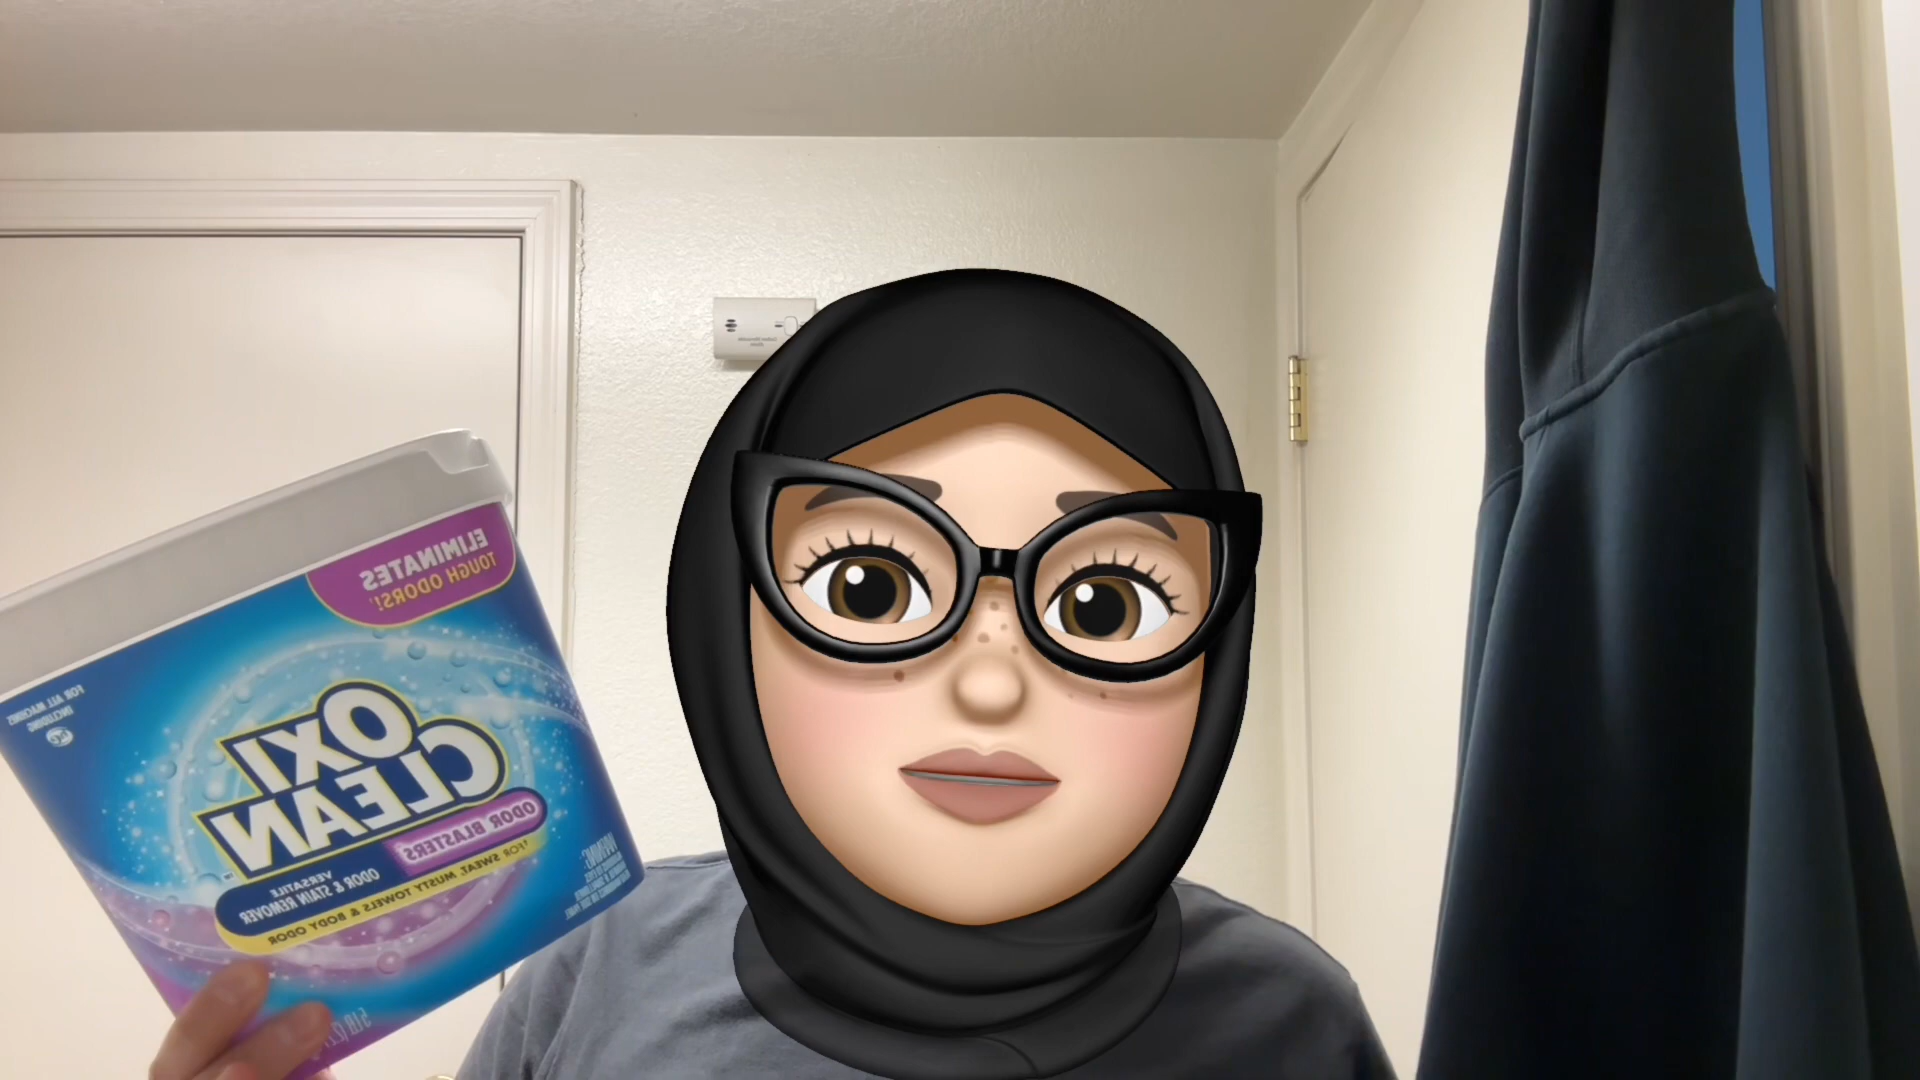 ELIMINATES
TOUGH ODORS!
FOR ALL MACHINES
INCLUDING
OXI
CLEAN
ODOR BLASTERS
VERSATILE
ODOR & STAIN REMOVER
FOR SWEAT, MUSTY TOWELS & BODY ODOR
WARNING: